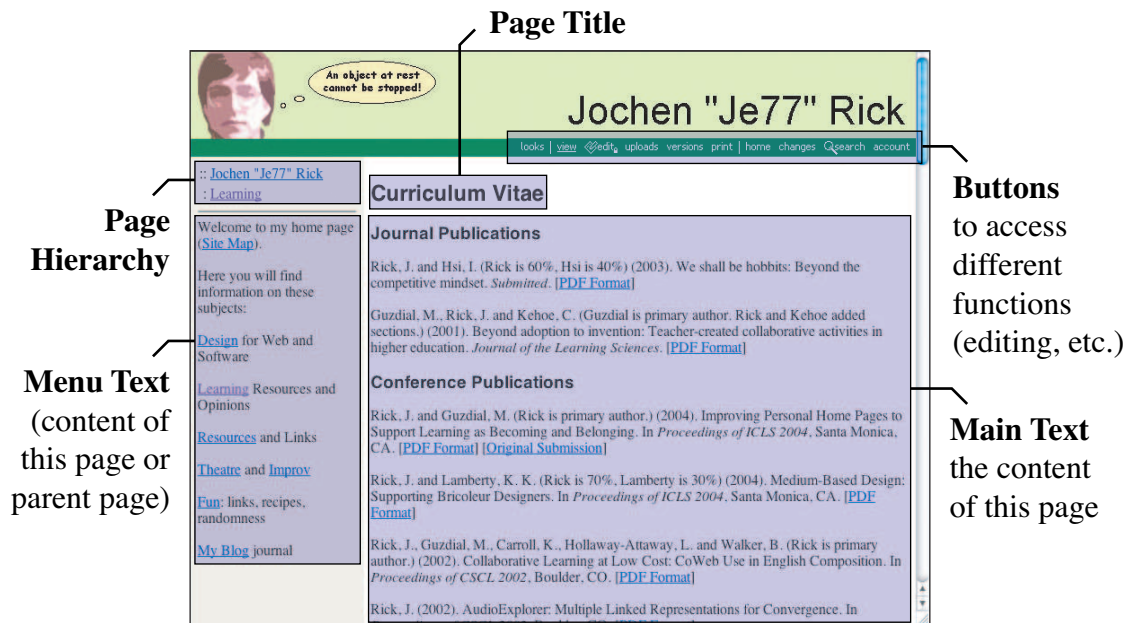 Page Title
An object at rest
cannot be stopped!
Jochen "Je77" Rick
looks | view edit uploads versions print | home changes search account
:: Jochen "Je77" Rick
: Learning
Page
Hierarchy
Welcome to my home page
(Site Map).
Here you will find
information on these
subjects:
Design for Web and
Software
Learning Resources and
Opinions
Resources and Links
Theatre and Improv
Fun: links, recipes,
randomness
My Blog journal
Menu Text
(content of
this page or
parent page)
Curriculum Vitae
Journal Publications
Rick, J. and Hsi, I. (Rick is 60%, Hsi is 40%) (2003). We shall be hobbits: Beyond the
competitive mindset. Submitted. [PDF Format]
Guzdial, M., Rick, J. and Kehoe, C. (Guzdial is primary author. Rick and Kehoe added
sections.) (2001). Beyond adoption to invention: Teacher-created collaborative activities in
higher education. Journal of the Learning Sciences. [PDF Format]
Conference Publications
Rick, J. and Guzdial, M. (Rick is primary author.) (2004). Improving Personal Home Pages to
Support Learning as Becoming and Belonging. In Proceedings of ICLS 2004, Santa Monica,
CA. [PDF Format] [Original Submission]
Rick, J. and Lamberty, K. K. (Rick is 70%, Lamberty is 30%) (2004). Medium-Based Design:
Supporting Bricoleur Designers. In Proceedings of ICLS 2004, Santa Monica, CA. [PDF
Format]
Rick, J., Guzdial, M., Carroll, K., Hollaway-Attaway, L. and Walker, B. (Rick is primary
author.) (2002). Collaborative Learning at Low Cost: CoWeb Use in English Composition. In
Proceedings of CSCL 2002, Boulder, CO. [PDF Format]
Rick, J. (2002). AudioExplorer: Multiple Linked Representations for Convergence. In
Buttons
to access
different
functions
(editing, etc.)
Main Text
the content
of this page